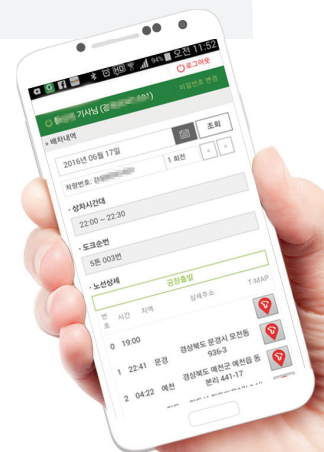 94% 오전 11:52
로그아웃
기사님
비밀번호 변경
» 배차내역
2016년 06월 17일
조회
차량번호:
1 회전
< >
· 상차시간대
22:00 ~ 22:30
· 도크순번
5톤 003번
· 노선상세
공장출발
번호 시간 지역 상세주소 T-MAP
0 19:00
1 22:41 문경 경상북도 문경시 모전동
936-3
2 04:22 예천 경상북도 예천군 예천읍 동
본리 441-17